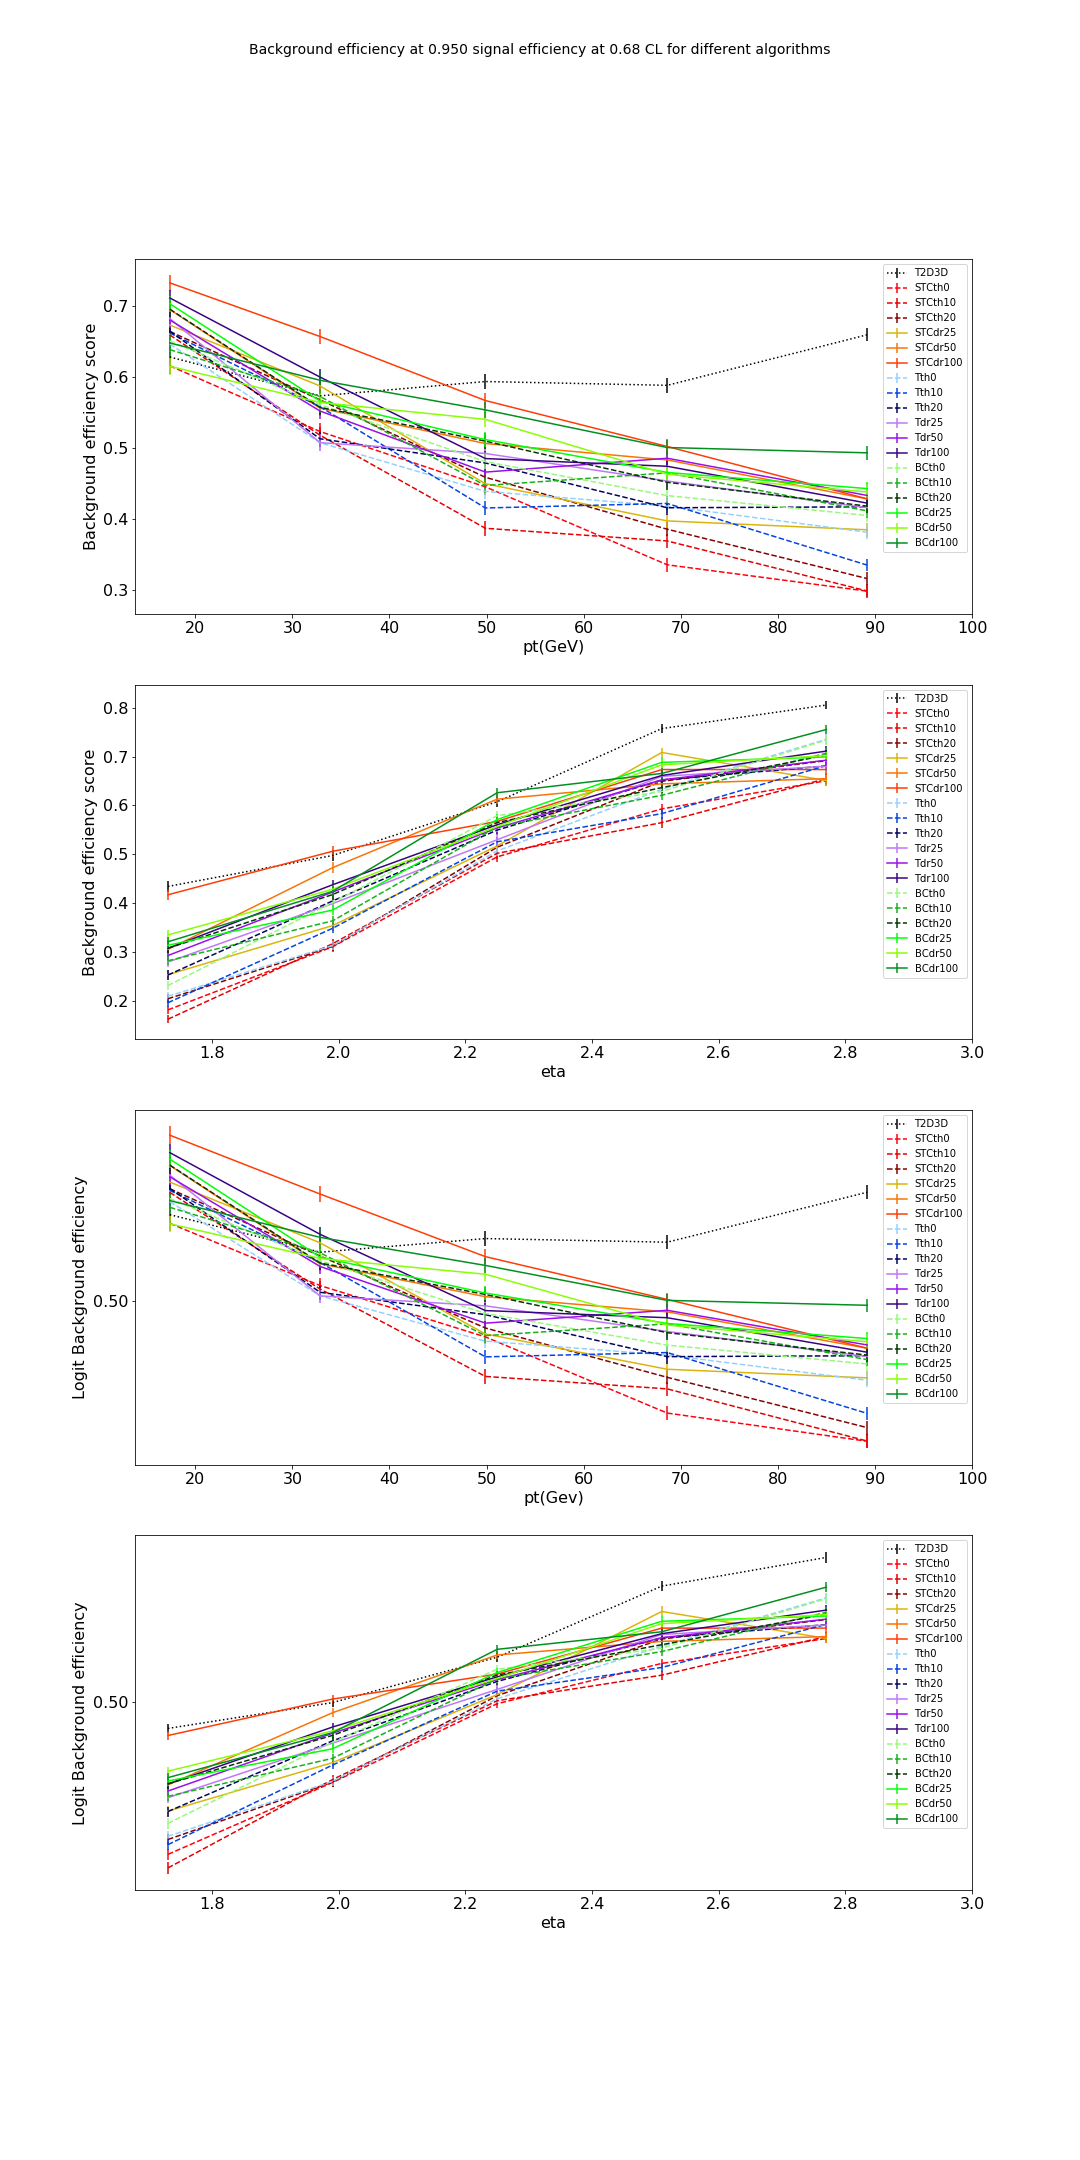 Background efficiency at 0.950 signal efficiency at 0.68 CL for different algorithms
Background efficiency score
0.7
0.6
0.5
0.4
0.3
20 30 40 50 60 70 80 90 100
pt(GeV)
T2D3D
STCth0
STCth10
STCth20
STCdr25
STCdr50
STCdr100
Tth0
Tth10
Tth20
Tdr25
Tdr50
Tdr100
BCth0
BCth10
BCth20
BCdr25
BCdr50
BCdr100
Background efficiency score
0.8
0.7
0.6
0.5
0.4
0.3
0.2
1.8 2.0 2.2 2.4 2.6 2.8 3.0
eta
T2D3D
STCth0
STCth10
STCth20
STCdr25
STCdr50
STCdr100
Tth0
Tth10
Tth20
Tdr25
Tdr50
Tdr100
BCth0
BCth10
BCth20
BCdr25
BCdr50
BCdr100
Logit Background efficiency
0.50
20 30 40 50 60 70 80 90 100
pt(Gev)
T2D3D
STCth0
STCth10
STCth20
STCdr25
STCdr50
STCdr100
Tth0
Tth10
Tth20
Tdr25
Tdr50
Tdr100
BCth0
BCth10
BCth20
BCdr25
BCdr50
BCdr100
Logit Background efficiency
0.50
1.8 2.0 2.2 2.4 2.6 2.8 3.0
eta
T2D3D
STCth0
STCth10
STCth20
STCdr25
STCdr50
STCdr100
Tth0
Tth10
Tth20
Tdr25
Tdr50
Tdr100
BCth0
BCth10
BCth20
BCdr25
BCdr50
BCdr100